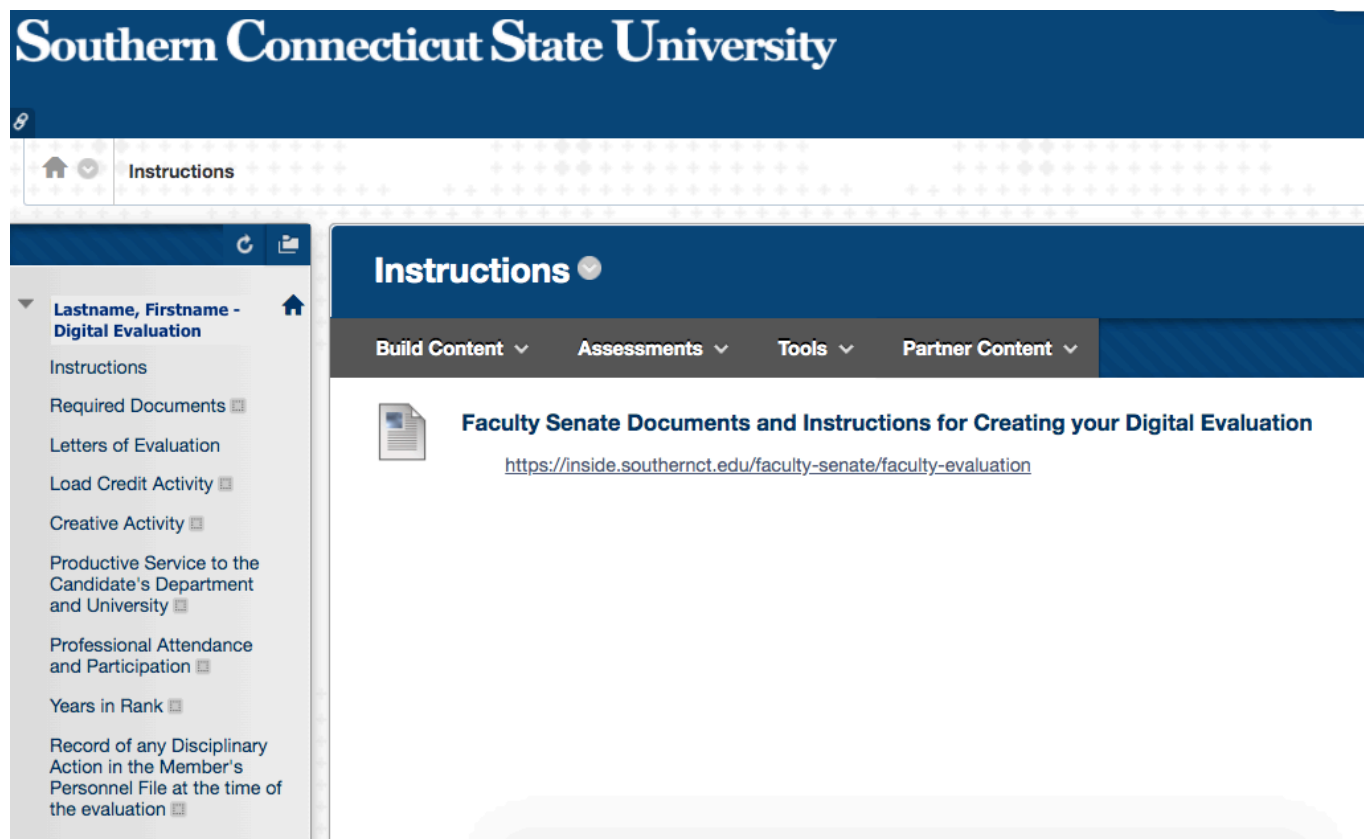 Southern Connecticut State University
Instructions
Lastname, Firstname -
Digital Evaluation
Instructions
Required Documents
Letters of Evaluation
Load Credit Activity
Creative Activity
Productive Service to the
Candidate's Department
and University
Professional Attendance
and Participation
Years in Rank
Record of any Disciplinary
Action in the Member's
Personnel File at the time of
the evaluation
Instructions
Build Content Assessments Tools Partner Content
Faculty Senate Documents and Instructions for Creating your Digital Evaluation
https://inside.southernct.edu/faculty-senate/faculty-evaluation